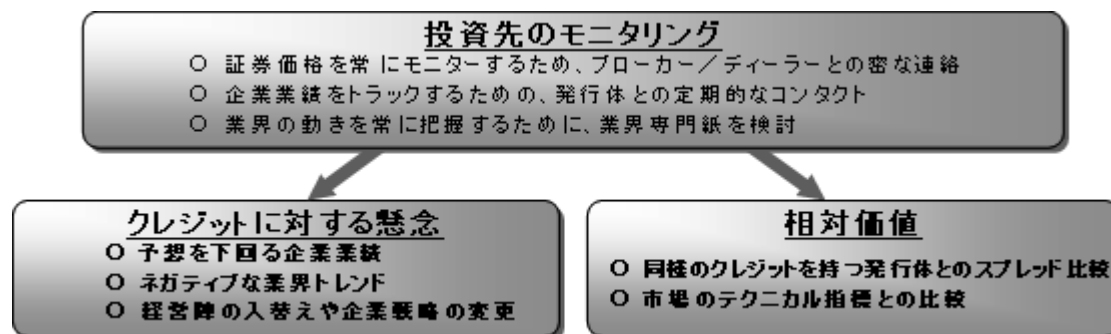 投資先のモニタリング
○ 証券価格を常にモニターするため、ブローカー／ディーラーとの密な連絡
○ 企業業績をトラックするための、発行体との定期的なコンタクト
○ 業界の動きを常に把握するために、業界専門紙を検討
クレジットに対する懸念
○ 予想を下回る企業業績
○ ネガティブな業界トレンド
○ 経営陣の入替えや企業戦略の変更
相対価値
○ 同種のクレジットを持つ発行体とのスプレッド比較
○ 市場のテクニカル指標との比較